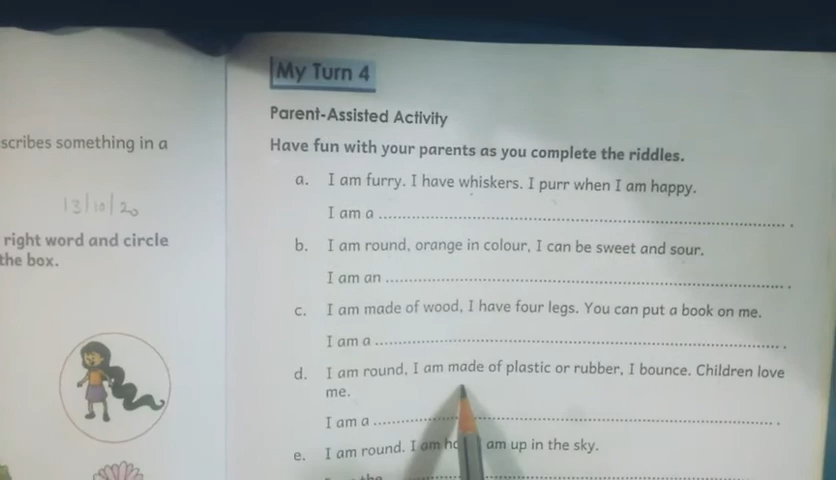 scribes something in a
13/10/20
right word and circle
the box.
My Turn 4
Parent-Assisted Activity
Have fun with your parents as you complete the riddles.
a. I am furry. I have whiskers. I purr when I am happy.
I am a .
b. I am round, orange in colour, I can be sweet and sour.
I am an .
c. I am made of wood, I have four legs. You can put a book on me.
I am a .
d. I am round, I am made of plastic or rubber, I bounce. Children love
me.
I am a .
e. I am round. I am am up in the sky.